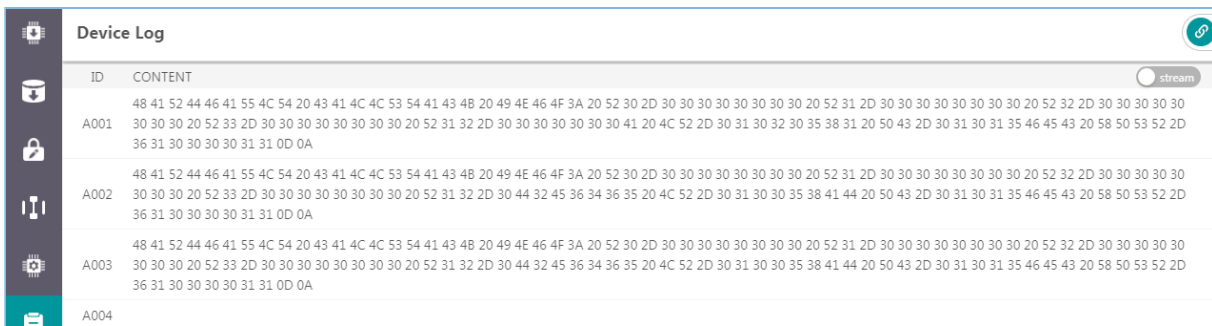 Device Log
ID CONTENT stream
48 41 52 44 46 41 55 4C 54 20 43 41 4C 4C 53 54 41 43 4B 20 49 4E 46 4F 3A 20 52 30 2D 30 30 30 30 30 30 30 30 20 52 31 2D 30 30 30 30 30 30 30 30 20 52 32 2D 30 30 30 30 30
A001 30 30 30 20 52 33 2D 30 30 30 30 30 30 30 30 20 52 31 32 2D 30 30 30 30 30 30 30 41 20 4C 52 2D 30 31 30 32 30 35 38 31 20 50 43 2D 30 31 30 31 35 46 45 43 20 58 50 53 52 2D
36 31 30 30 30 30 31 31 0D 0A
48 41 52 44 46 41 55 4C 54 20 43 41 4C 4C 53 54 41 43 4B 20 49 4E 46 4F 3A 20 52 30 2D 30 30 30 30 30 30 30 30 20 52 31 2D 30 30 30 30 30 30 30 30 20 52 32 2D 30 30 30 30 30
A002 30 30 30 20 52 33 2D 30 30 30 30 30 30 30 30 20 52 31 32 2D 30 44 32 45 36 34 36 35 20 4C 52 2D 30 31 30 30 35 38 41 44 20 50 43 2D 30 31 30 31 35 46 45 43 20 58 50 53 52 2D
36 31 30 30 30 30 31 31 0D 0A
48 41 52 44 46 41 55 4C 54 20 43 41 4C 4C 53 54 41 43 4B 20 49 4E 46 4F 3A 20 52 30 2D 30 30 30 30 30 30 30 30 20 52 31 2D 30 30 30 30 30 30 30 30 20 52 32 2D 30 30 30 30 30
A003 30 30 30 20 52 33 2D 30 30 30 30 30 30 30 30 20 52 31 32 2D 30 44 32 45 36 34 36 35 20 4C 52 2D 30 31 30 30 35 38 41 44 20 50 43 2D 30 31 30 31 35 46 45 43 20 58 50 53 52 2D
36 31 30 30 30 30 31 31 0D 0A
A004